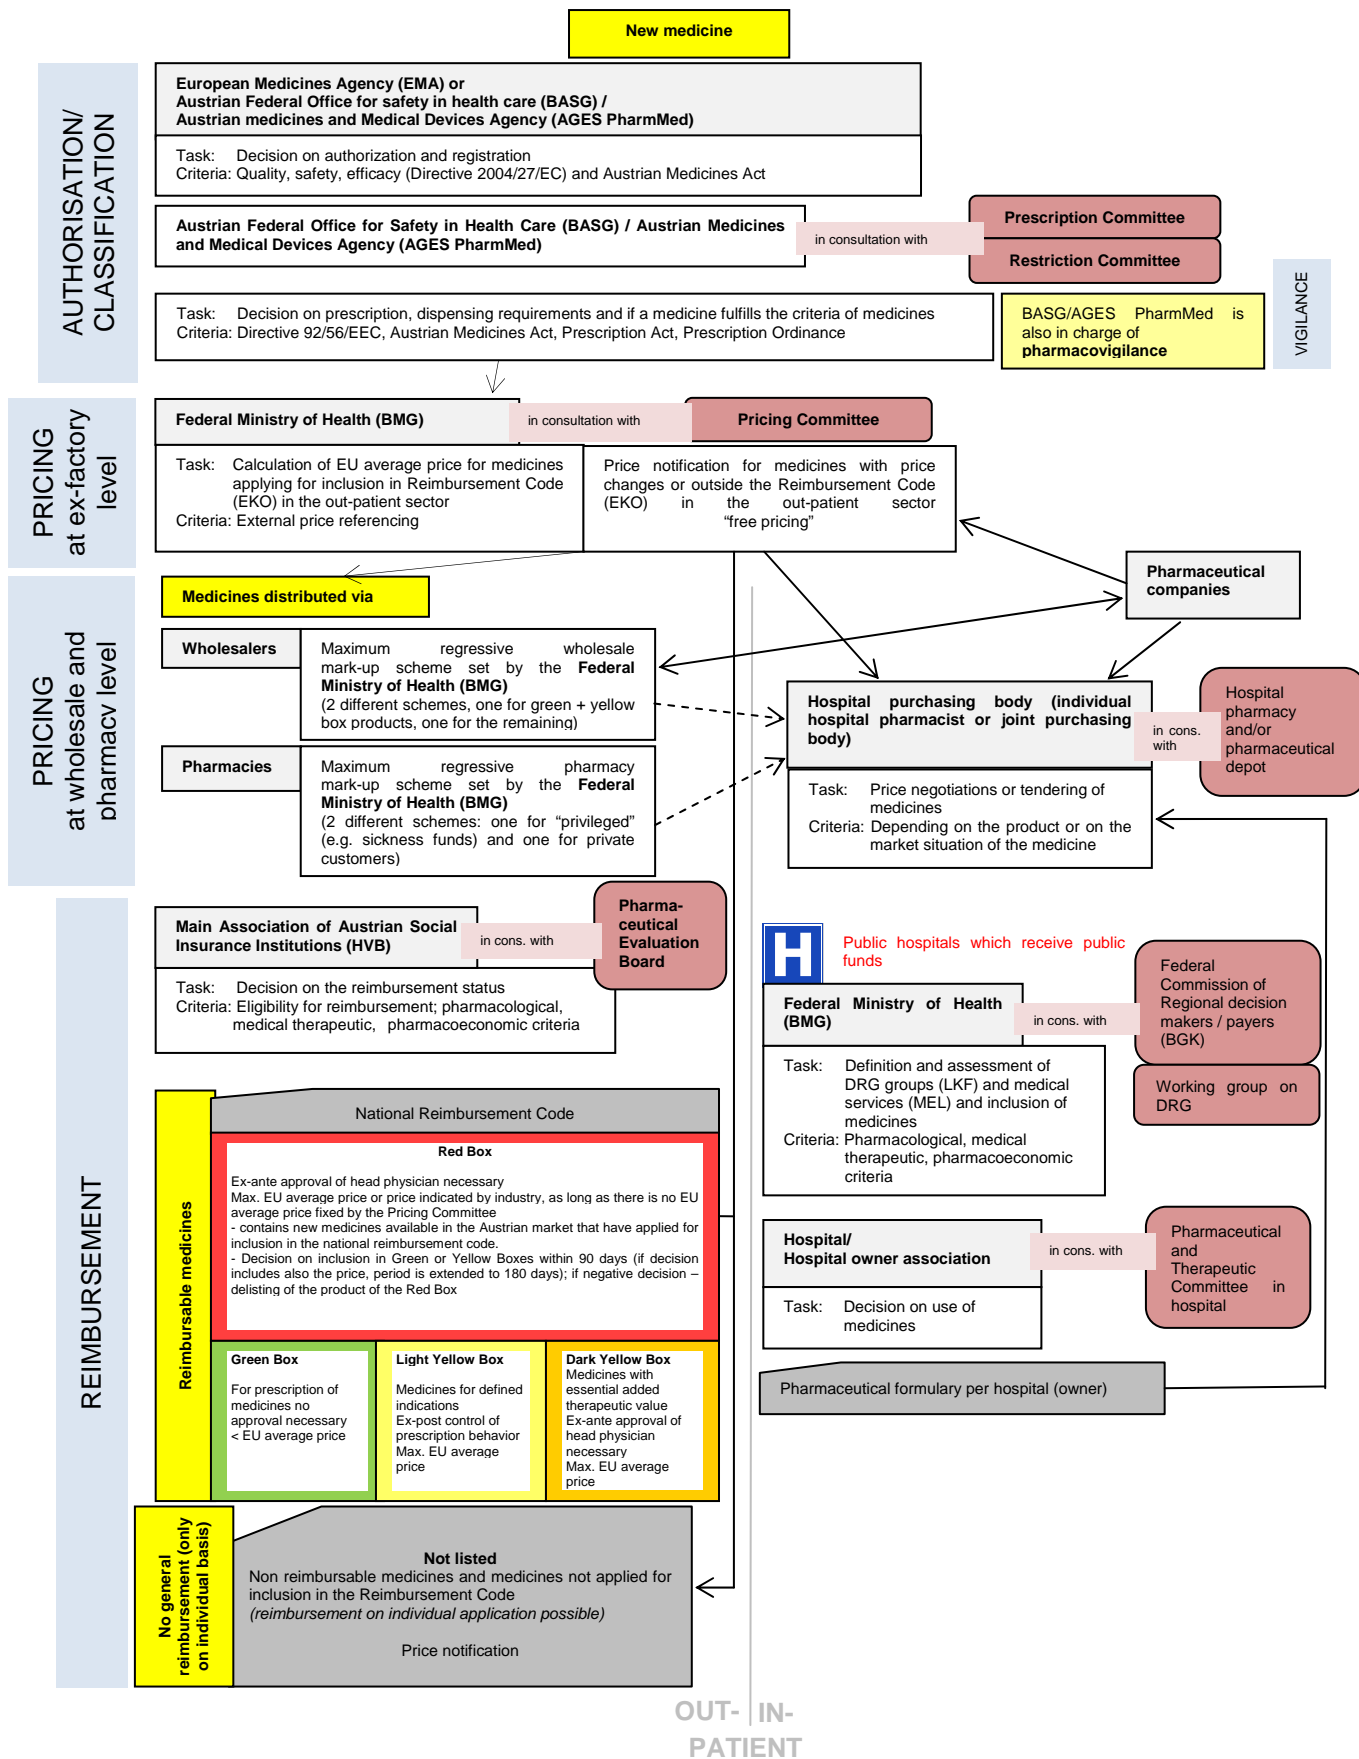 New medicine
AUTHORISATION/
CLASSIFICATION
European Medicines Agency (EMA) or
Austrian Federal Office for safety in health care (BASG) /
Austrian medicines and Medical Devices Agency (AGES PharmMed)
Task: Decision on authorization and registration
Criteria: Quality, safety, efficacy (Directive 2004/27/EC) and Austrian Medicines Act
Austrian Federal Office for Safety in Health Care (BASG) / Austrian Medicines
and Medical Devices Agency (AGES PharmMed)
in consultation with
Prescription Committee
Restriction Committee
Task: Decision on prescription, dispensing requirements and if a medicine fulfills the criteria of medicines
Criteria: Directive 92/56/EEC, Austrian Medicines Act, Prescription Act, Prescription Ordinance
BASG/AGES PharmMed is
also in charge of
pharmacovigilance
VIGILANCE
PRICING
at ex-factory
level
Federal Ministry of Health (BMG)
in consultation with
Pricing Committee
Task: Calculation of EU average price for medicines
applying for inclusion in Reimbursement Code
(EKO) in the out-patient sector
Criteria: External price referencing
Price notification for medicines with price
changes or outside the Reimbursement Code
(EKO) in the out-patient sector
“free pricing”
Pharmaceutical
companies
PRICING
at wholesale and
pharmacy level
Medicines distributed via
Wholesalers
Maximum regressive wholesale
mark-up scheme set by the Federal
Ministry of Health (BMG)
(2 different schemes, one for green + yellow
box products, one for the remaining)
Pharmacies
Maximum regressive pharmacy
mark-up scheme set by the Federal
Ministry of Health (BMG)
(2 different schemes: one for “privileged”
(e.g. sickness funds) and one for private
customers)
Hospital purchasing body (individual
hospital pharmacist or joint purchasing
body)
in cons.
with
Hospital
pharmacy
and/or
pharmaceutical
depot
Task: Price negotiations or tendering of
medicines
Criteria: Depending on the product or on the
market situation of the medicine
REIMBURSEMENT
Main Association of Austrian Social
Insurance Institutions (HVB)
in cons. with
Pharma-
ceutical
Evaluation
Board
Task: Decision on the reimbursement status
Criteria: Eligibility for reimbursement; pharmacological,
medical therapeutic, pharmacoeconomic criteria
H
Public hospitals which receive public
funds
Federal Ministry of Health
(BMG)
in cons. with
Federal
Commission of
Regional decision
makers / payers
(BGK)
Working group on
DRG
Task: Definition and assessment of
DRG groups (LKF) and medical
services (MEL) and inclusion of
medicines
Criteria: Pharmacological, medical
therapeutic, pharmacoeconomic
criteria
Hospital/
Hospital owner association
in cons. with
Pharmaceutical
and
Therapeutic
Committee in
hospital
Task: Decision on use of
medicines
Pharmaceutical formulary per hospital (owner)
Reimbursable medicines
National Reimbursement Code
Red Box
Ex-ante approval of head physician necessary
Max. EU average price or price indicated by industry, as long as there is no EU
average price fixed by the Pricing Committee
- contains new medicines available in the Austrian market that have applied for
inclusion in the national reimbursement code.
- Decision on inclusion in Green or Yellow Boxes within 90 days (if decision
includes also the price, period is extended to 180 days); if negative decision –
delisting of the product of the Red Box
Green Box
For prescription of
medicines no
approval necessary
< EU average price
Light Yellow Box
Medicines for defined
indications
Ex-post control of
prescription behavior
Max. EU average
price
Dark Yellow Box
Medicines with
essential added
therapeutic value
Ex-ante approval of
head physician
necessary
Max. EU average
price
No general
reimbursement (only
on individual basis)
Not listed
Non reimbursable medicines and medicines not applied for
inclusion in the Reimbursement Code
(reimbursement on individual application possible)
Price notification
OUT- IN-
PATIENT